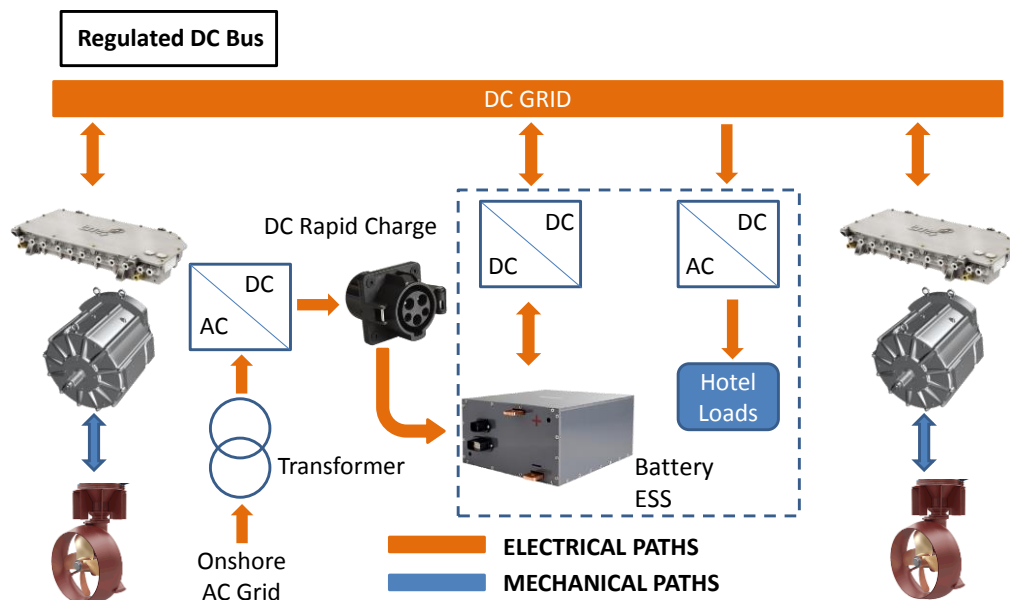 Regulated DC Bus
DC GRID
DC Rapid Charge
DC
AC
DC
DC
DC
AC
Hotel
Loads
Transformer
Battery
ESS
Onshore
AC Grid
ELECTRICAL PATHS
MECHANICAL PATHS